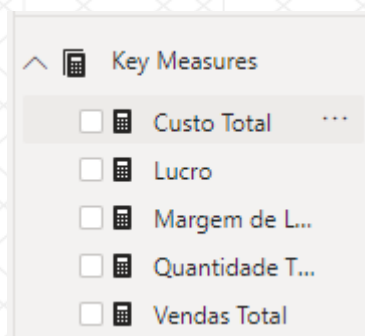 Key Measures
Custo Total
Lucro
Margem de L...
Quantidade T...
Vendas Total